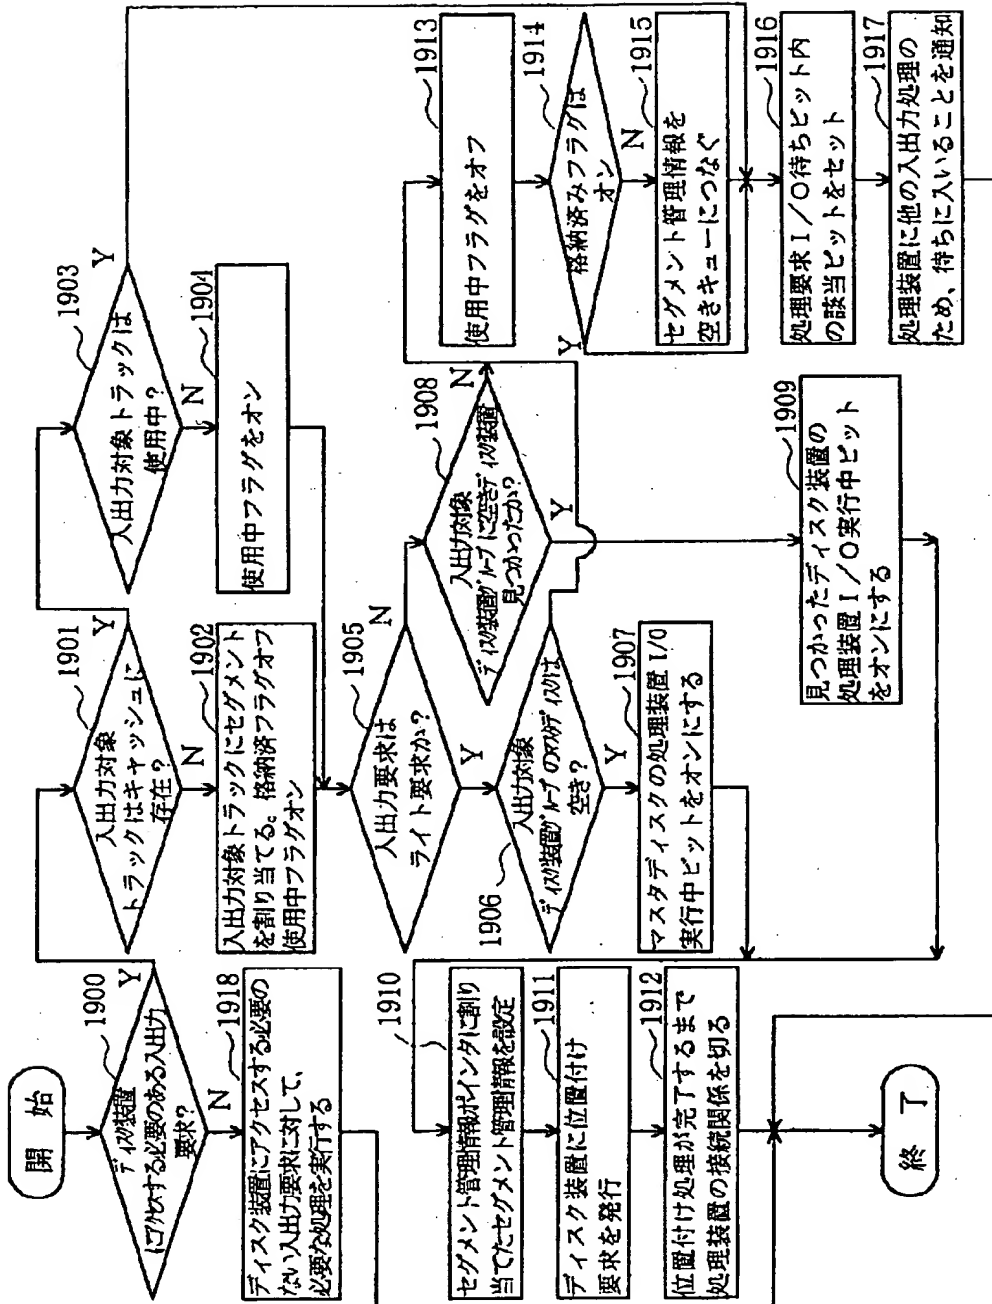 開始
1900
ディスク装置
にアクセスする必要のある入出力
要求?
Y
N
1918
ディスク装置にアクセスする必要の
ない入出力要求に対して、
必要な処理を実行する
1901
入出力対象
トラックはキャッシュに
存在?
Y
N
1902
入出力対象トラックにセグメント
を割り当てる。格納済フラグオフ
使用中フラグオン
1903
入出力対象トラックは
使用中?
Y
N
1904
使用中フラグをオン
1905
入出力要求は
ライト要求か?
N
Y
1906
入出力対象
ディスク装置グループのマスタディスクは
空き?
Y
1907
マスタディスクの処理装置I/O
実行中ビットをオンにする
1908
入出力対象
ディスク装置グループに空きディスク装置
見つかったか?
N
Y
1909
見つかったディスク装置の
処理装置I/O実行中ビット
をオンにする
1910
セグメント管理情報ポインタに割り
当てたセグメント管理情報を設定
1911
ディスク装置に位置付け
要求を発行
1912
位置付け処理が完了するまで
処理装置の接続関係を切る
1913
使用中フラグをオフ
1914
格納済みフラグは
オン
Y
N
1915
セグメント管理情報を
空きキューにつなぐ
1916
処理要求I/O待ちビット内
の該当ビットをセット
1917
処理装置に他の入出力処理の
ため、待ちに入いることを通知
終了